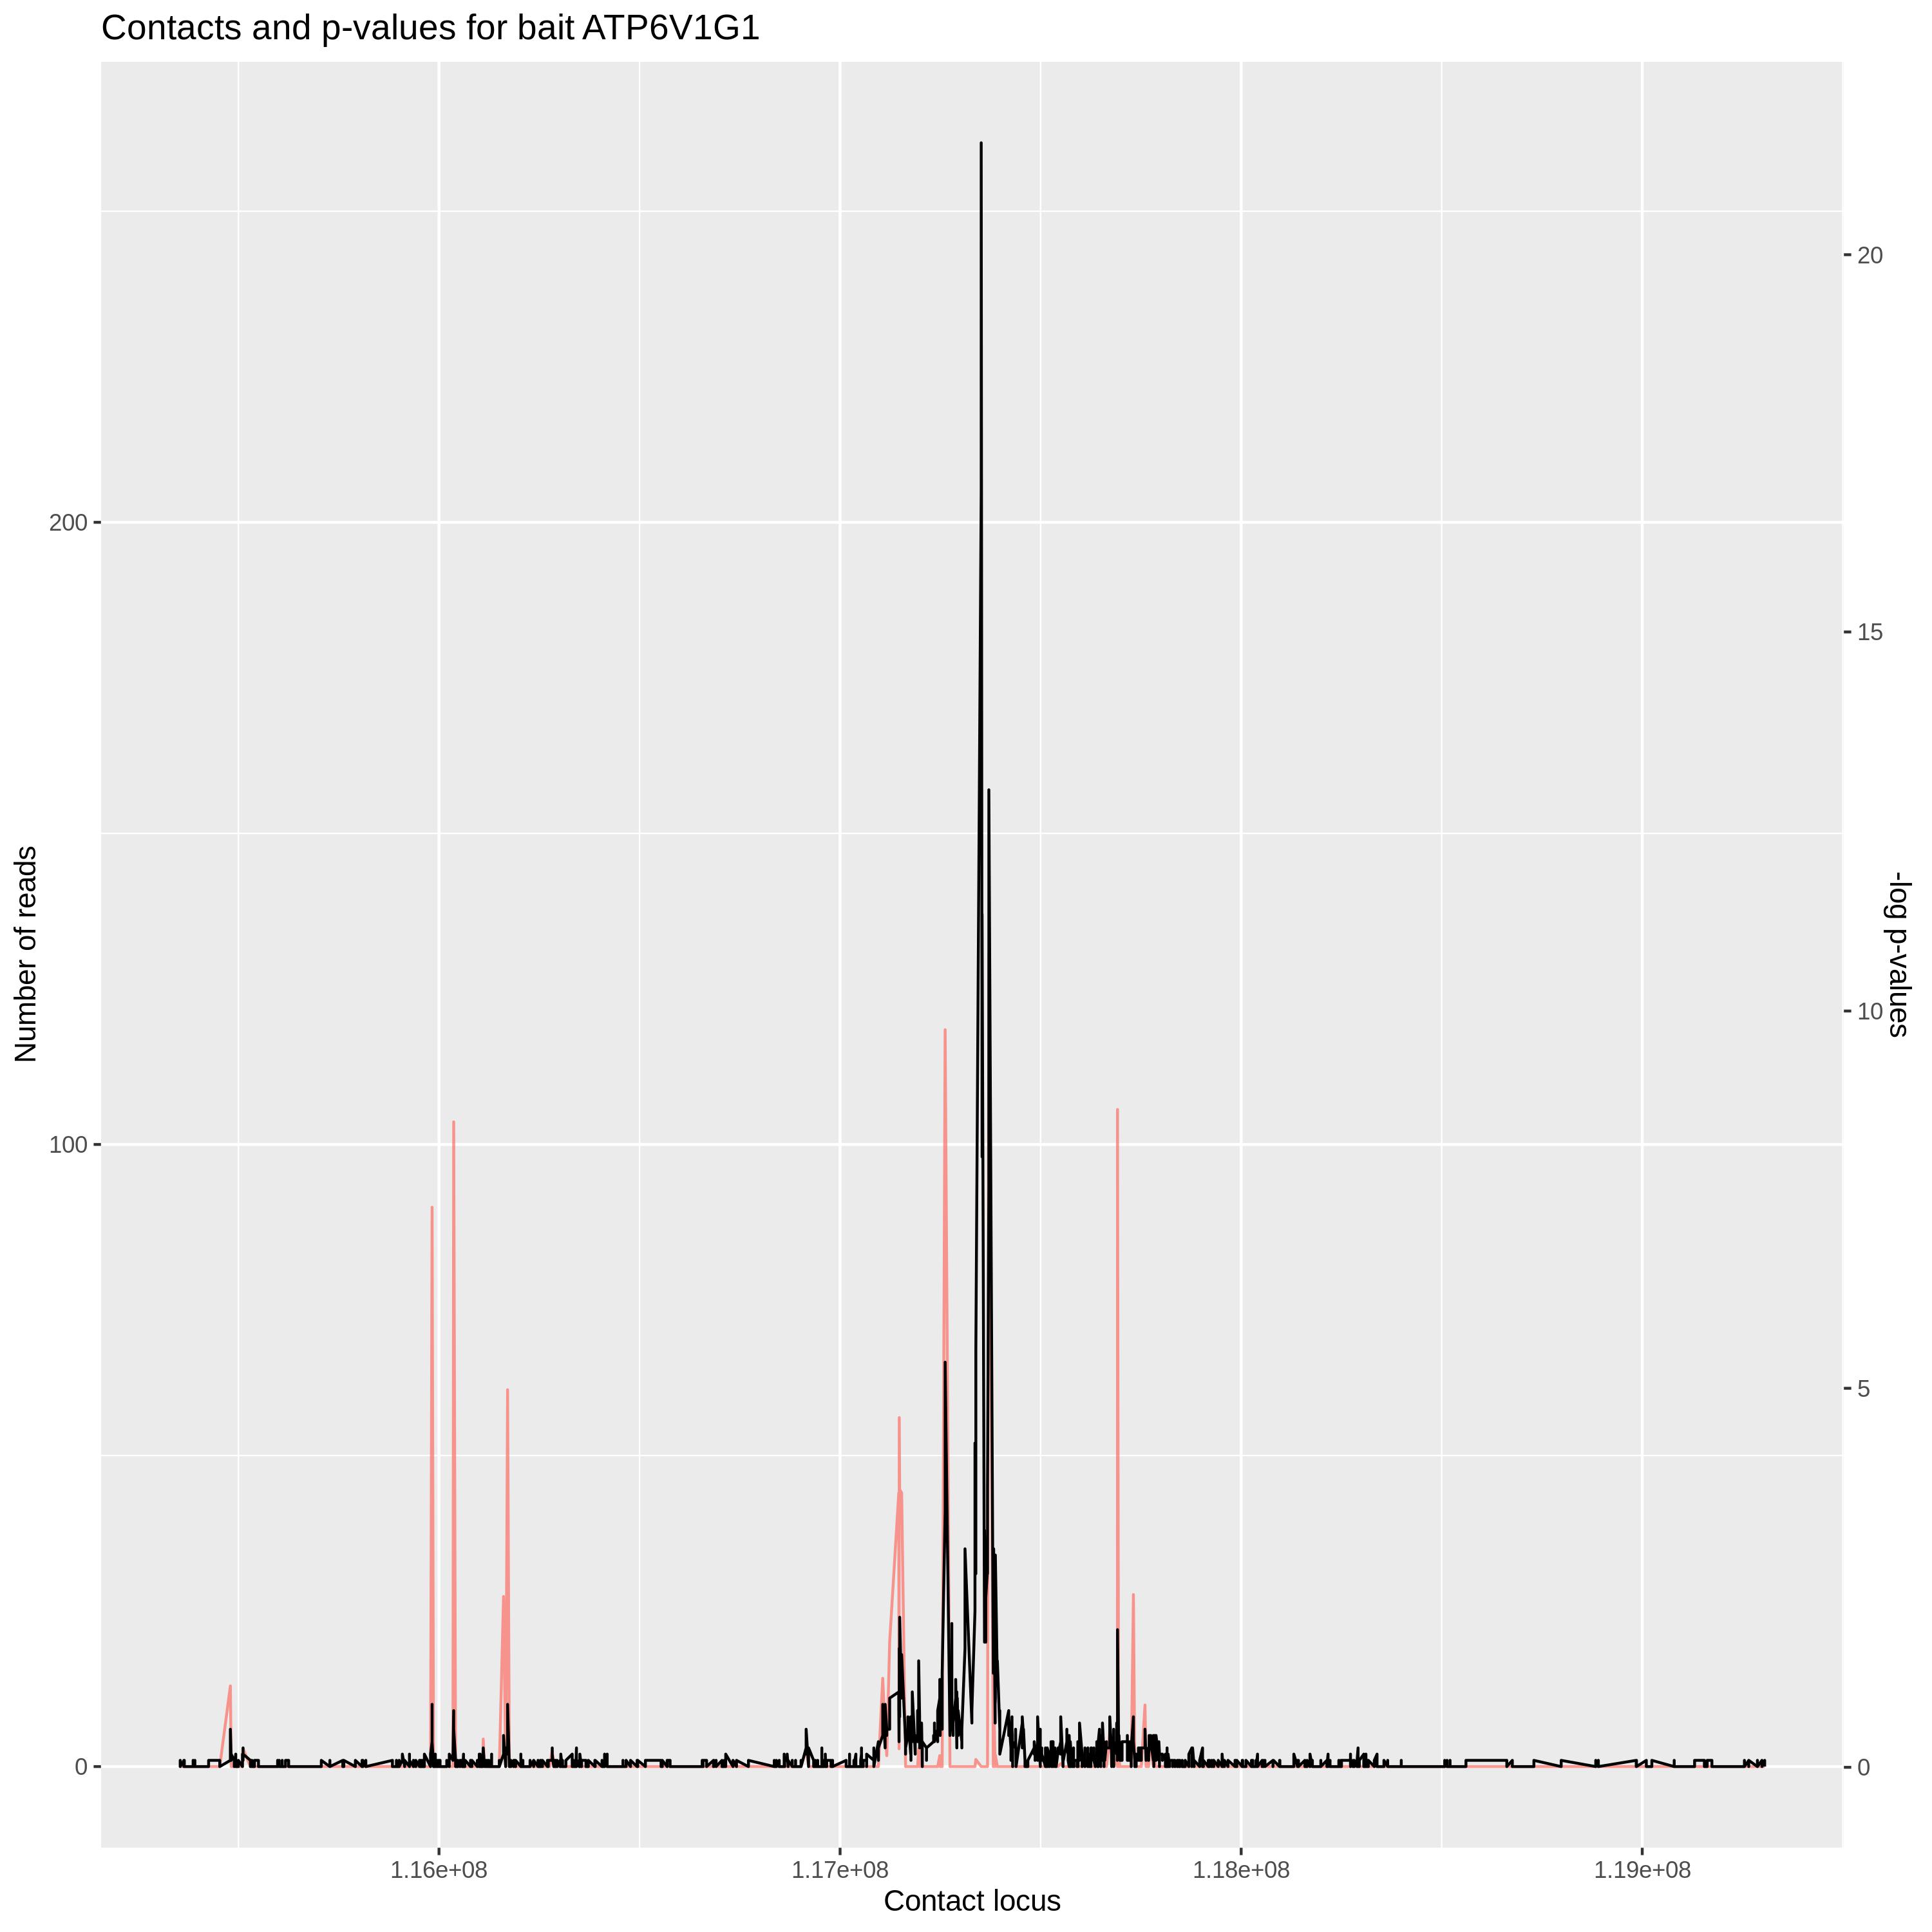 Contacts and p-values for bait ATP6V1G1
Number of reads
200
100
0
20
15
10
5
0
-log p-values
1.16e+08
1.17e+08
1.18e+08
1.19e+08
Contact locus